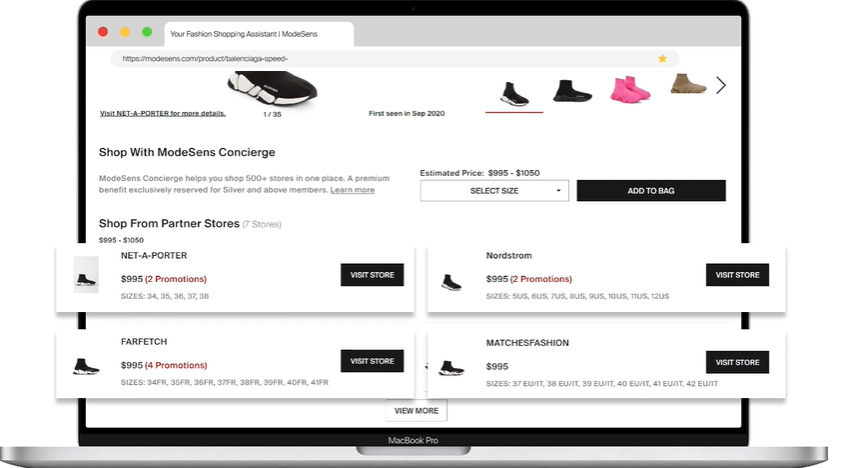 Your Fashion Shopping Assistant | ModeSens
https://modesens.com/product/balenciaga-speed-
Visit NET-A-PORTER for more details.
1 / 35
First seen in Sep 2020
Shop With ModeSens Concierge
ModeSens Concierge helps you shop 500+ stores in one place. A premium
benefit exclusively reserved for Silver and above members. Learn more
Estimated Price: $995 - $1050
SELECT SIZE
ADD TO BAG
Shop From Partner Stores (7 Stores)
$995 - $1050
NET-A-PORTER
$995 (2 Promotions)
SIZES: 34, 35, 36, 37, 38
VISIT STORE
Nordstrom
$995 (2 Promotions)
SIZES: 5US, 6US, 7US, 8US, 9US, 10US, 11US, 12US
VISIT STORE
FARFETCH
$995 (4 Promotions)
SIZES: 34FR, 35FR, 36FR, 37FR, 38FR, 39FR, 40FR, 41FR
VISIT STORE
MATCHESFASHION
$995
SIZES: 37 EU/IT, 38 EU/IT, 39 EU/IT, 40 EU/IT, 41 EU/IT, 42 EU/IT
VISIT STORE
VIEW MORE
MacBook Pro